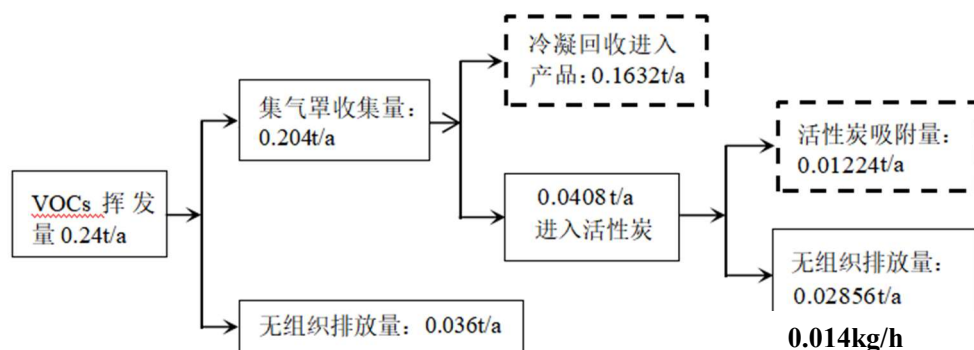 VOCs 挥发
量 0.24t/a
集气罩收集量：
0.204t/a
无组织排放量：0.036t/a
冷凝回收进入
产品：0.1632t/a
0.0408t/a
进入活性炭
活性炭吸附量：
0.01224t/a
无组织排放量：
0.02856t/a
0.014kg/h